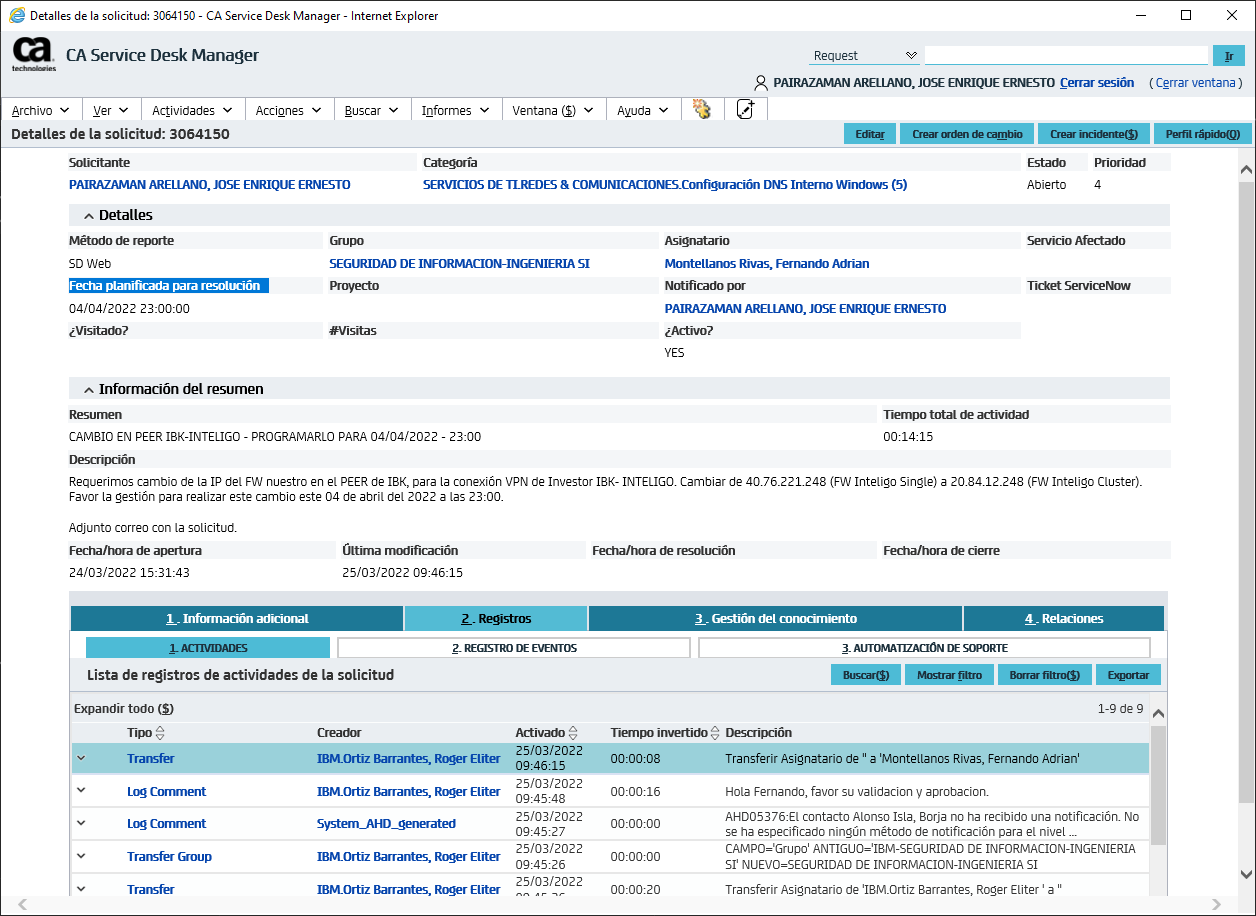 Detalles de la solicitud: 3064150 - CA Service Desk Manager - Internet Explorer
ca technologies
CA Service Desk Manager
Request
Ir
PAIRAZAMAN ARELLANO, JOSE ENRIQUE ERNESTO Cerrar sesión (Cerrar ventana )
Archivo Ver Actividades Acciones Buscar Informes Ventana ($) Ayuda
Detalles de la solicitud: 3064150
Editar Crear orden de cambio Crear incidente($) Perfil rápido(Q)
Solicitante Categoría Estado Prioridad
PAIRAZAMAN ARELLANO, JOSE ENRIQUE ERNESTO SERVICIOS DE TI.REDES & COMUNICACIONES.Configuración DNS Interno Windows (5) Abierto 4
Detalles
Método de reporte Grupo Asignatario Servicio Afectado
SD Web SEGURIDAD DE INFORMACION-INGENIERIA SI Montellanos Rivas, Fernando Adrian
Fecha planificada para resolución Proyecto Notificado por Ticket ServiceNow
04/04/2022 23:00:00 PAIRAZAMAN ARELLANO, JOSE ENRIQUE ERNESTO
¿Visitado? #Visitas ¿Activo?
YES
Información del resumen
Resumen Tiempo total de actividad
CAMBIO EN PEER IBK-INTELIGO - PROGRAMARLO PARA 04/04/2022 - 23:00 00:14:15
Descripción
Requerimos cambio de la IP del FW nuestro en el PEER de IBK, para la conexión VPN de Investor IBK- INTELIGO. Cambiar de 40.76.221.248 (FW Inteligo Single) a 20.84.12.248 (FW Inteligo Cluster).
Favor la gestión para realizar este cambio este 04 de abril del 2022 a las 23:00.
Adjunto correo con la solicitud.
Fecha/hora de apertura Última modificación Fecha/hora de resolución Fecha/hora de cierre
24/03/2022 15:31:43 25/03/2022 09:46:15
1 . Información adicional 2 . Registros 3 . Gestión del conocimiento 4 . Relaciones
1. ACTIVIDADES 2. REGISTRO DE EVENTOS 3. AUTOMATIZACIÓN DE SOPORTE
Lista de registros de actividades de la solicitud
Buscar($) Mostrar filtro Borrar filtro($) Exportar
Expandir todo ($) 1-9 de 9
Tipo Creador Activado Tiempo invertido Descripción
Transfer IBM.Ortiz Barrantes, Roger Eliter 25/03/2022 09:46:15 00:00:08 Transferir Asignatario de '' a 'Montellanos Rivas, Fernando Adrian'
Log Comment IBM.Ortiz Barrantes, Roger Eliter 25/03/2022 09:45:48 00:00:16 Hola Fernando, favor su validacion y aprobacion.
Log Comment System_AHD_generated 25/03/2022 09:45:27 00:00:00 AHD05376:El contacto Alonso Isla, Borja no ha recibido una notificación. No
se ha especificado ningún método de notificación para el nivel ...
Transfer Group IBM.Ortiz Barrantes, Roger Eliter 25/03/2022 09:45:26 00:00:00 CAMPO='Grupo' ANTIGUO='IBM-SEGURIDAD DE INFORMACION-INGENIERIA
SI' NUEVO=SEGURIDAD DE INFORMACION-INGENIERIA SI
Transfer IBM.Ortiz Barrantes, Roger Eliter 25/03/2022 00:00:20 Transferir Asignatario de 'IBM.Ortiz Barrantes, Roger Eliter ' a ''